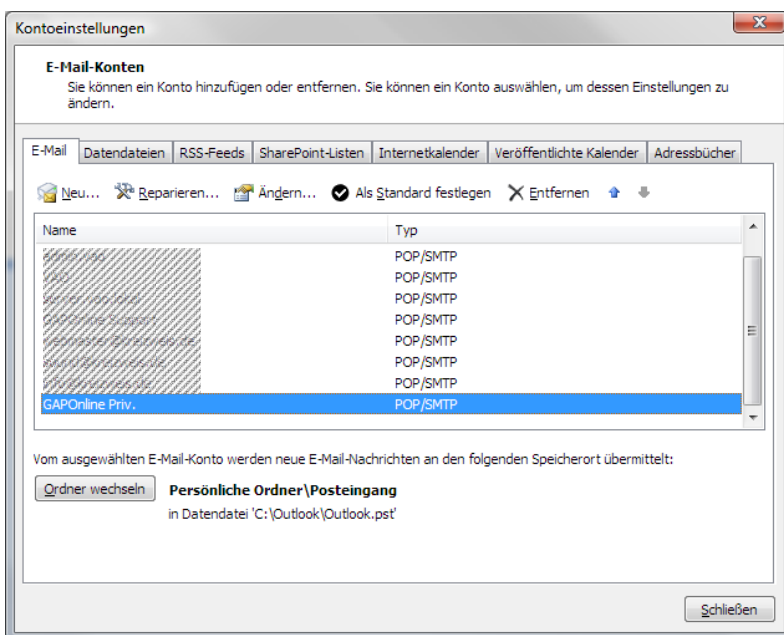 Kontoeinstellungen
E-Mail-Konten
Sie können ein Konto hinzufügen oder entfernen. Sie können ein Konto auswählen, um dessen Einstellungen zu
ändern.
E-Mail Datendateien RSS-Feeds SharePoint-Listen Internetkalender Veröffentlichte Kalender Adressbücher
Neu... Reparieren... Ändern... Als Standard festlegen Entfernen
Name Typ
POP/SMTP
POP/SMTP
POP/SMTP
GAPOnline Support POP/SMTP
POP/SMTP
POP/SMTP
POP/SMTP
GAPOnline Priv. POP/SMTP
Vom ausgewählten E-Mail-Konto werden neue E-Mail-Nachrichten an den folgenden Speicherort übermittelt:
Ordner wechseln Persönliche Ordner\Posteingang
in Datendatei 'C:\Outlook\Outlook.pst'
Schließen